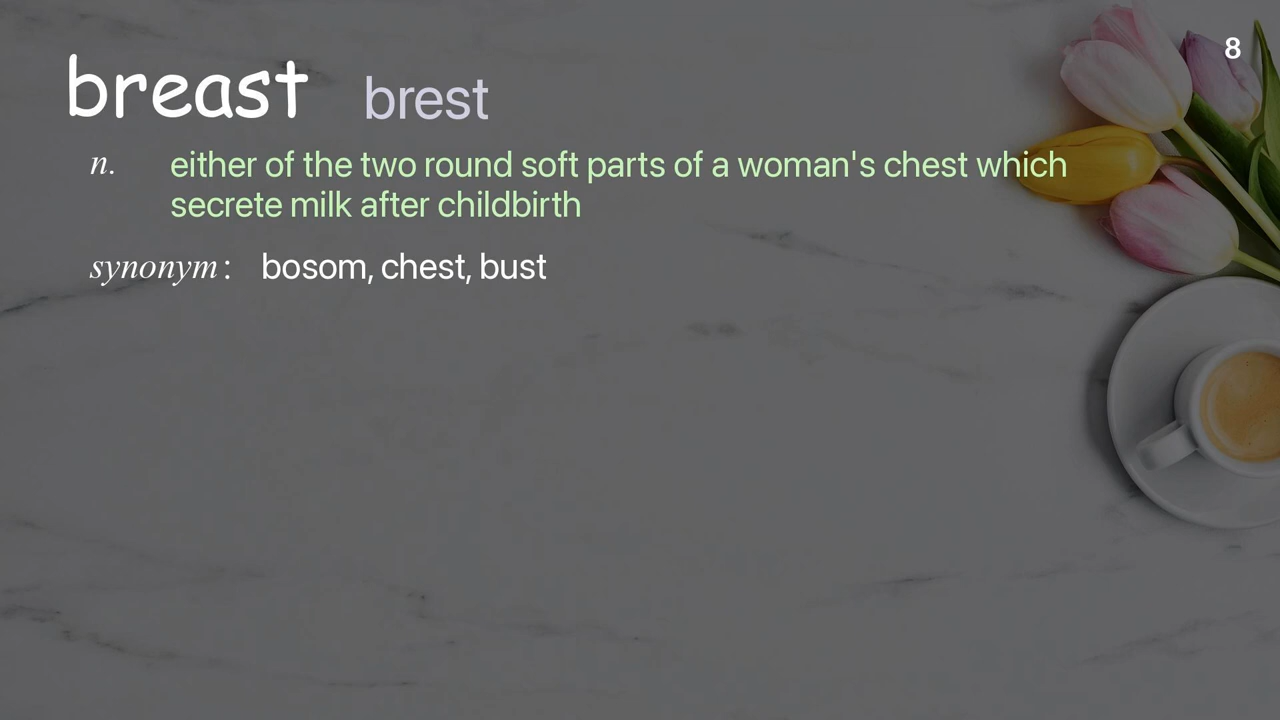 8
breast brest
n. either of the two round soft parts of a woman's chest which
secrete milk after childbirth
synonym: bosom, chest, bust